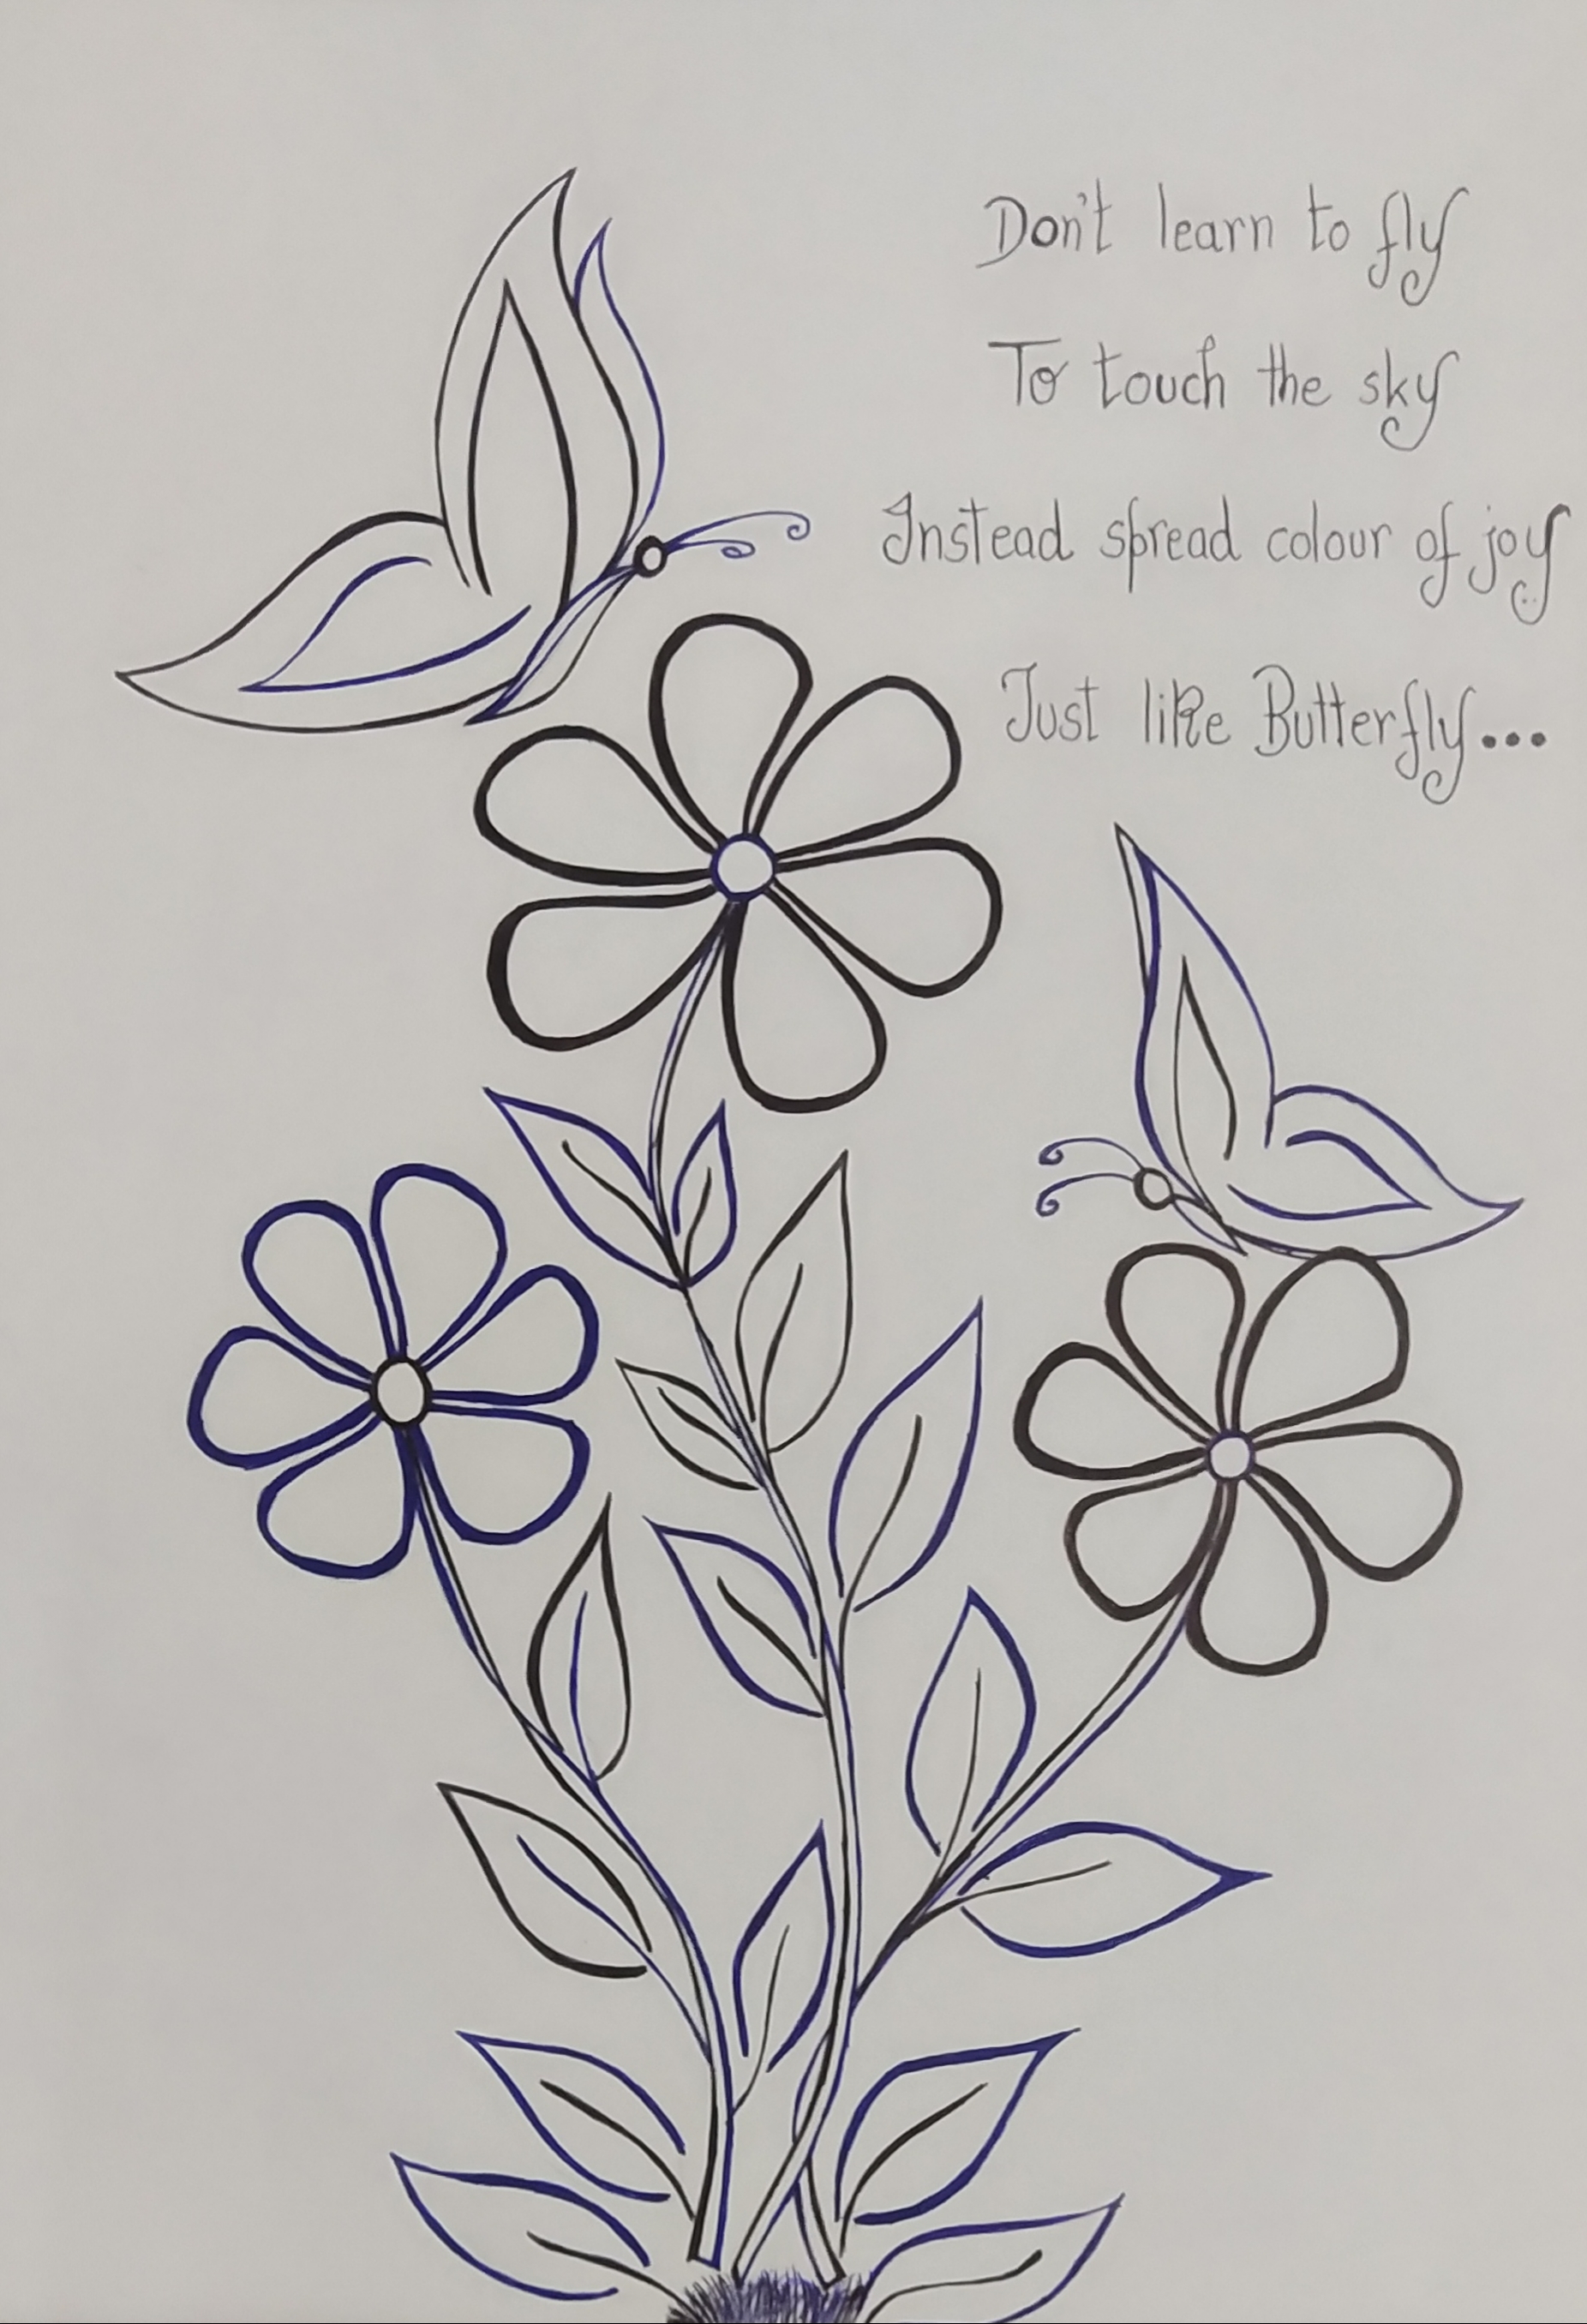 Don't learn to fly
To touch the sky
Instead spread colour of joy
Just like Butterfly...